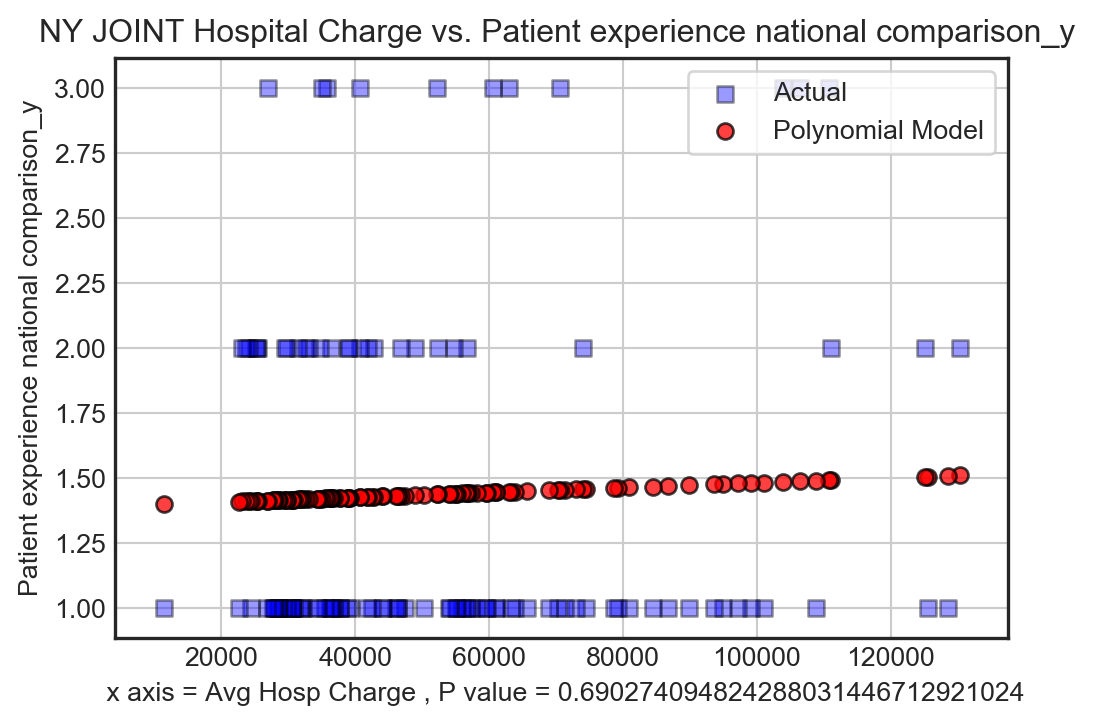 NY JOINT Hospital Charge vs. Patient experience national comparison_y
Patient experience national comparison_y
3.00
2.75
2.50
2.25
2.00
1.75
1.50
1.25
1.00
Actual
Polynomial Model
20000 40000 60000 80000 100000 120000
x axis = Avg Hosp Charge , P value = 0.6902740948242880314467129210​24